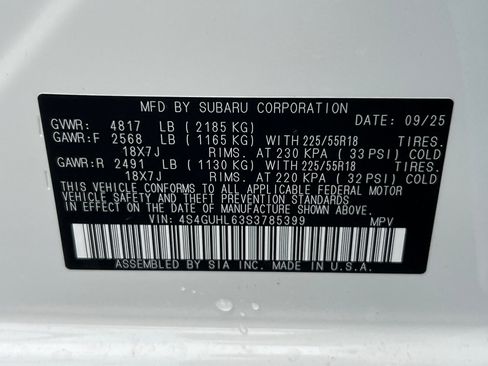 MFD BY SUBARU CORPORATION DATE: 09/25
GVWR: 4817 LB ( 2185 KG)
GAWR:F 2568 LB ( 1165 KG) WITH 225/55R18 TIRES.
18X7J RIMS. AT 230 KPA ( 33 PSI) COLD
GAWR:R 2491 LB ( 1130 KG) WITH 225/55R18 TIRES.
18X7J RIMS. AT 220 KPA ( 32 PSI) COLD
THIS VEHICLE CONFORMS TO ALL APPLICABLE FEDERAL MOTOR
VEHICLE SAFETY AND THEFT PREVENTION STANDARDS
IN EFFECT ON THE DATE OF MANUFACTURE SHOWN ABOVE.
VIN: 4S4GUHL63S3785399 MPV
ASSEMBLED BY SIA INC. MADE IN U.S.A.